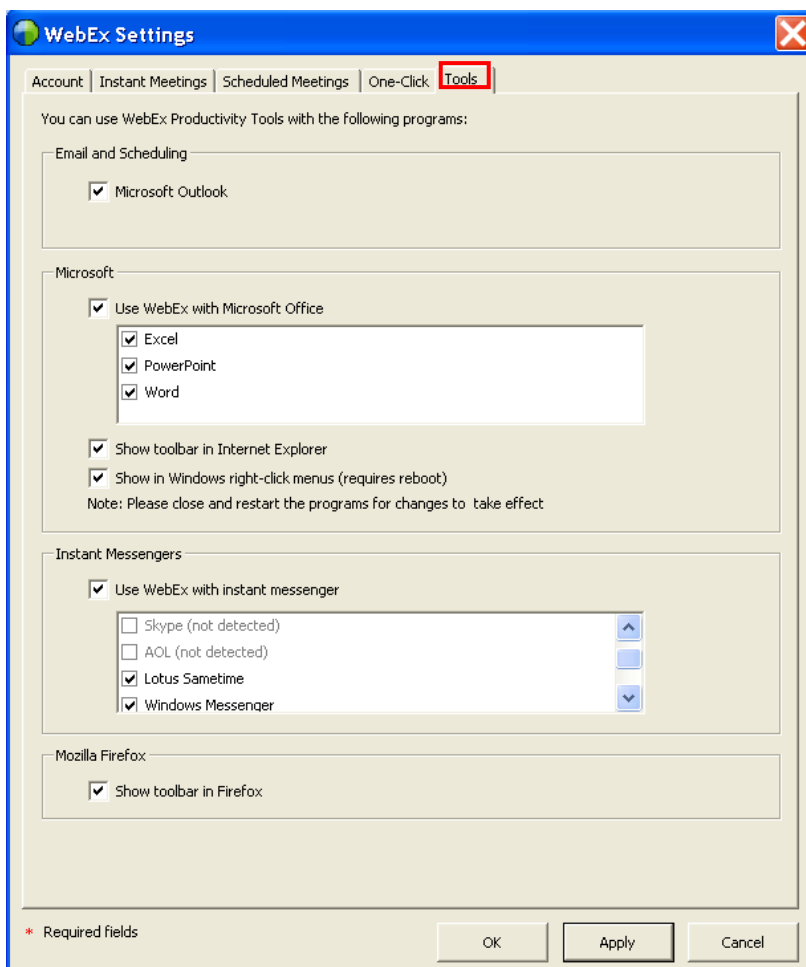 WebEx Settings
Account Instant Meetings Scheduled Meetings One-Click Tools
You can use WebEx Productivity Tools with the following programs:
Email and Scheduling
Microsoft Outlook
Microsoft
Use WebEx with Microsoft Office
Excel
PowerPoint
Word
Show toolbar in Internet Explorer
Show in Windows right-click menus (requires reboot)
Note: Please close and restart the programs for changes to take effect
Instant Messengers
Use WebEx with instant messenger
Skype (not detected)
AOL (not detected)
Lotus Sametime
Windows Messenger
Mozilla Firefox
Show toolbar in Firefox
* Required fields
OK Apply Cancel